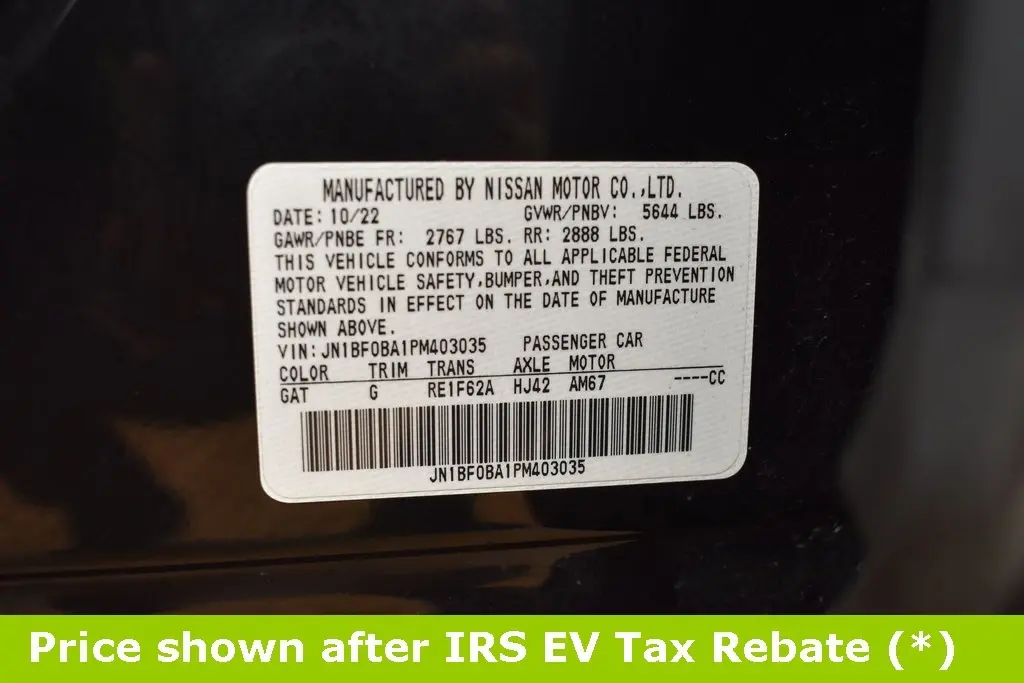 MANUFACTURED BY NISSAN MOTOR CO.,LTD.
DATE: 10/22 GVWR/PNBV: 5644 LBS.
GAWR/PNBE FR: 2767 LBS. RR: 2888 LBS.
THIS VEHICLE CONFORMS TO ALL APPLICABLE FEDERAL
MOTOR VEHICLE SAFETY,BUMPER,AND THEFT PREVENTION
STANDARDS IN EFFECT ON THE DATE OF MANUFACTURE
SHOWN ABOVE.
VIN: JN1BF0BA1PM403035 PASSENGER CAR
COLOR TRIM TRANS AXLE MOTOR
GAT G RE1F62A HJ42 AM67 ----CC
JN1BF0BA1PM403035
Price shown after IRS EV Tax Rebate (*)